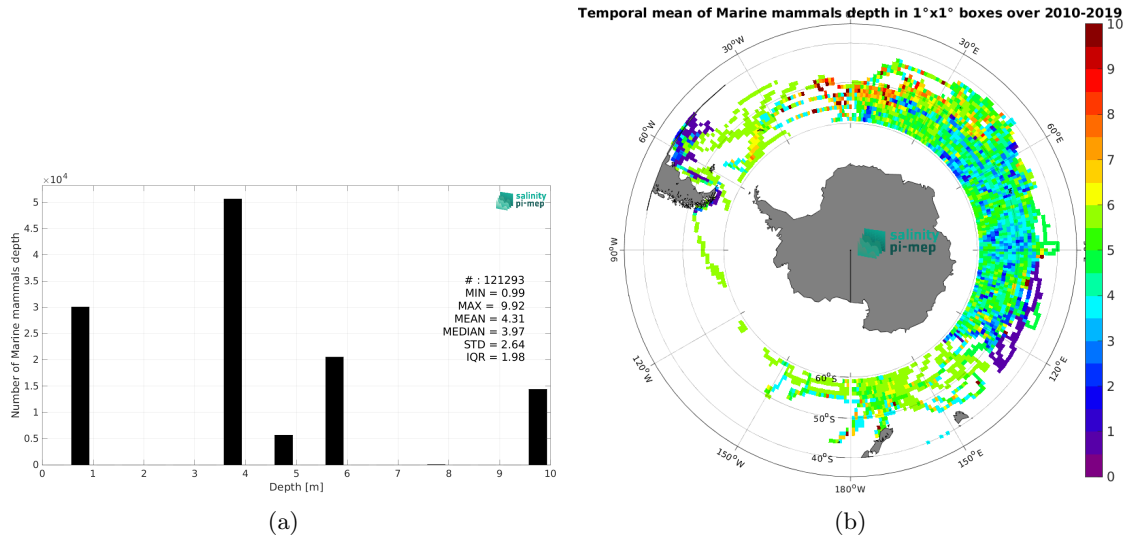 ×10⁴
5
4.5
4
3.5
3
2.5
2
1.5
1
0.5
0
Number of Marine mammals depth
salinity
pi-mep
# : 121293
MIN = 0.99
MAX = 9.92
MEAN = 4.31
MEDIAN = 3.97
STD = 2.64
IQR = 1.98
0 1 2 3 4 5 6 7 8 9 10
Depth [m]
(a)
Temporal mean of Marine mammals depth in 1°x1° boxes over 2010-2019
30°W
30°E
60°W
60°E
90°W
120°W
120°E
150°W
150°E
180°W
60°S
50°S
40°S
salinity
pi-mep
10
9
8
7
6
5
4
3
2
1
0
(b)